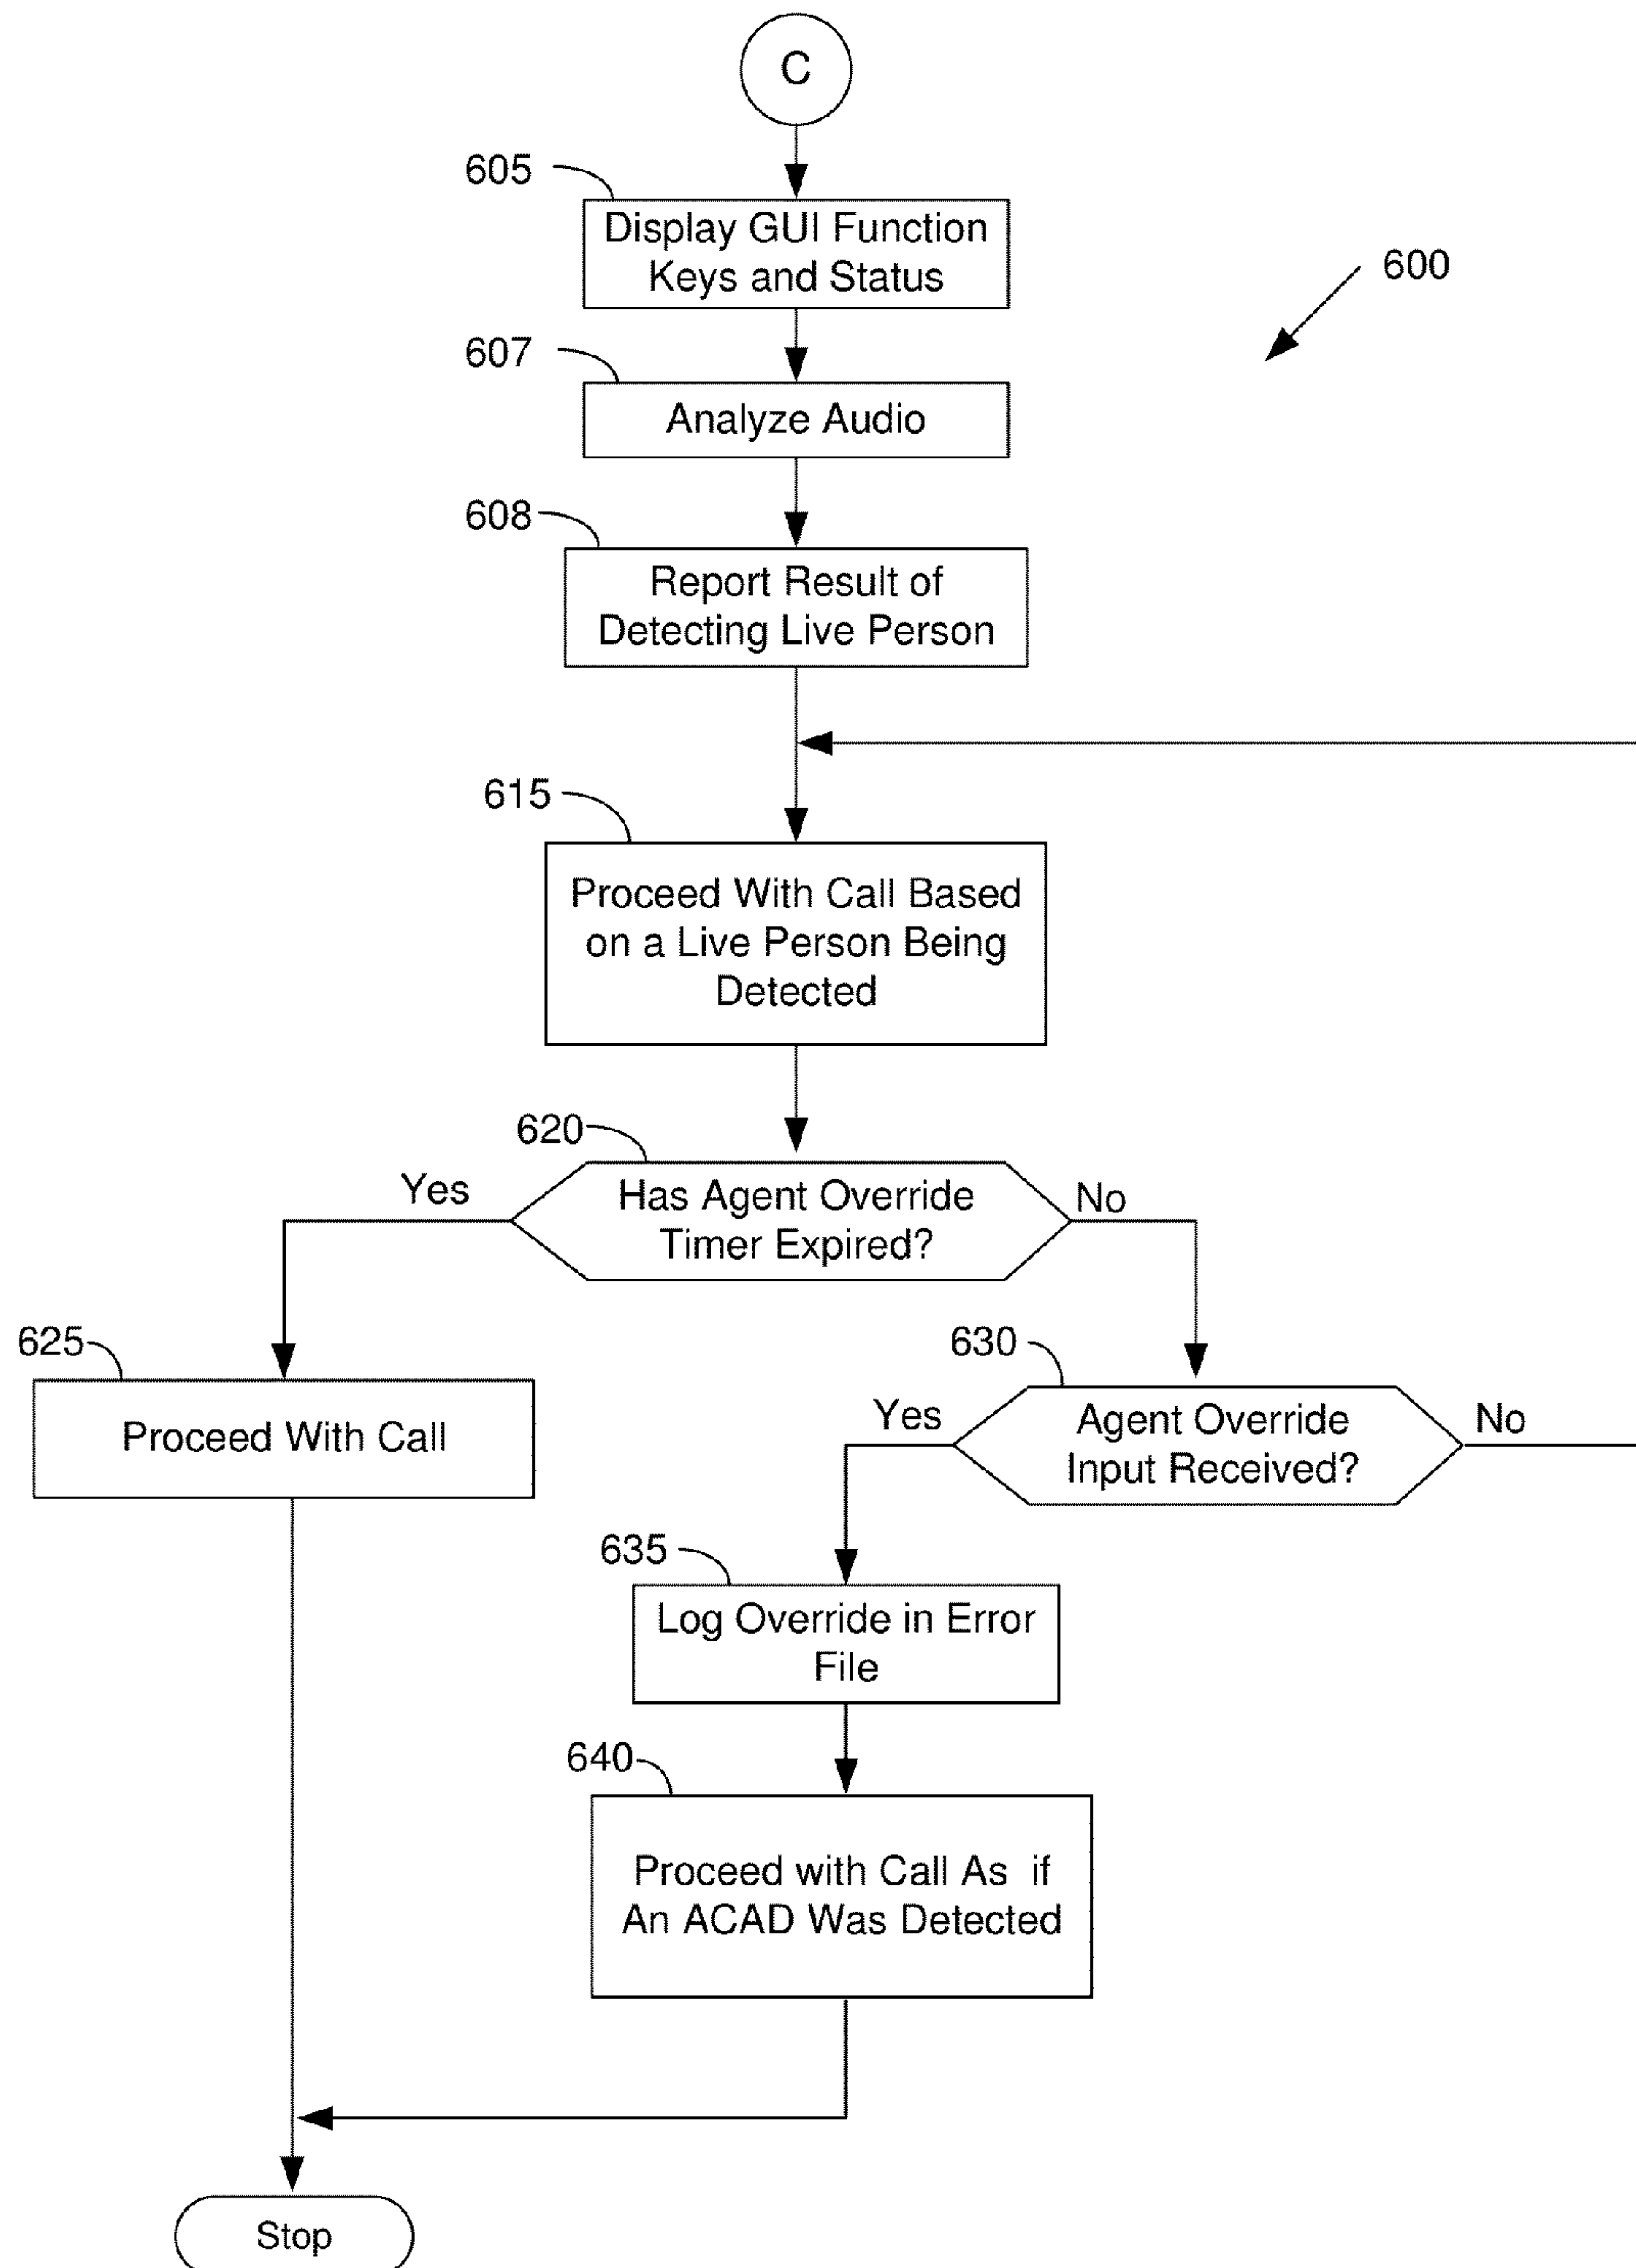 C
605
Display GUI Function
Keys and Status
600
607
Analyze Audio
608
Report Result of
Detecting Live Person
615
Proceed With Call Based
on a Live Person Being
Detected
620
Yes
Has Agent Override
Timer Expired?
No
625
Proceed With Call
630
Yes
Agent Override
Input Received?
No
635
Log Override in Error
File
640
Proceed with Call As if
An ACAD Was Detected
Stop